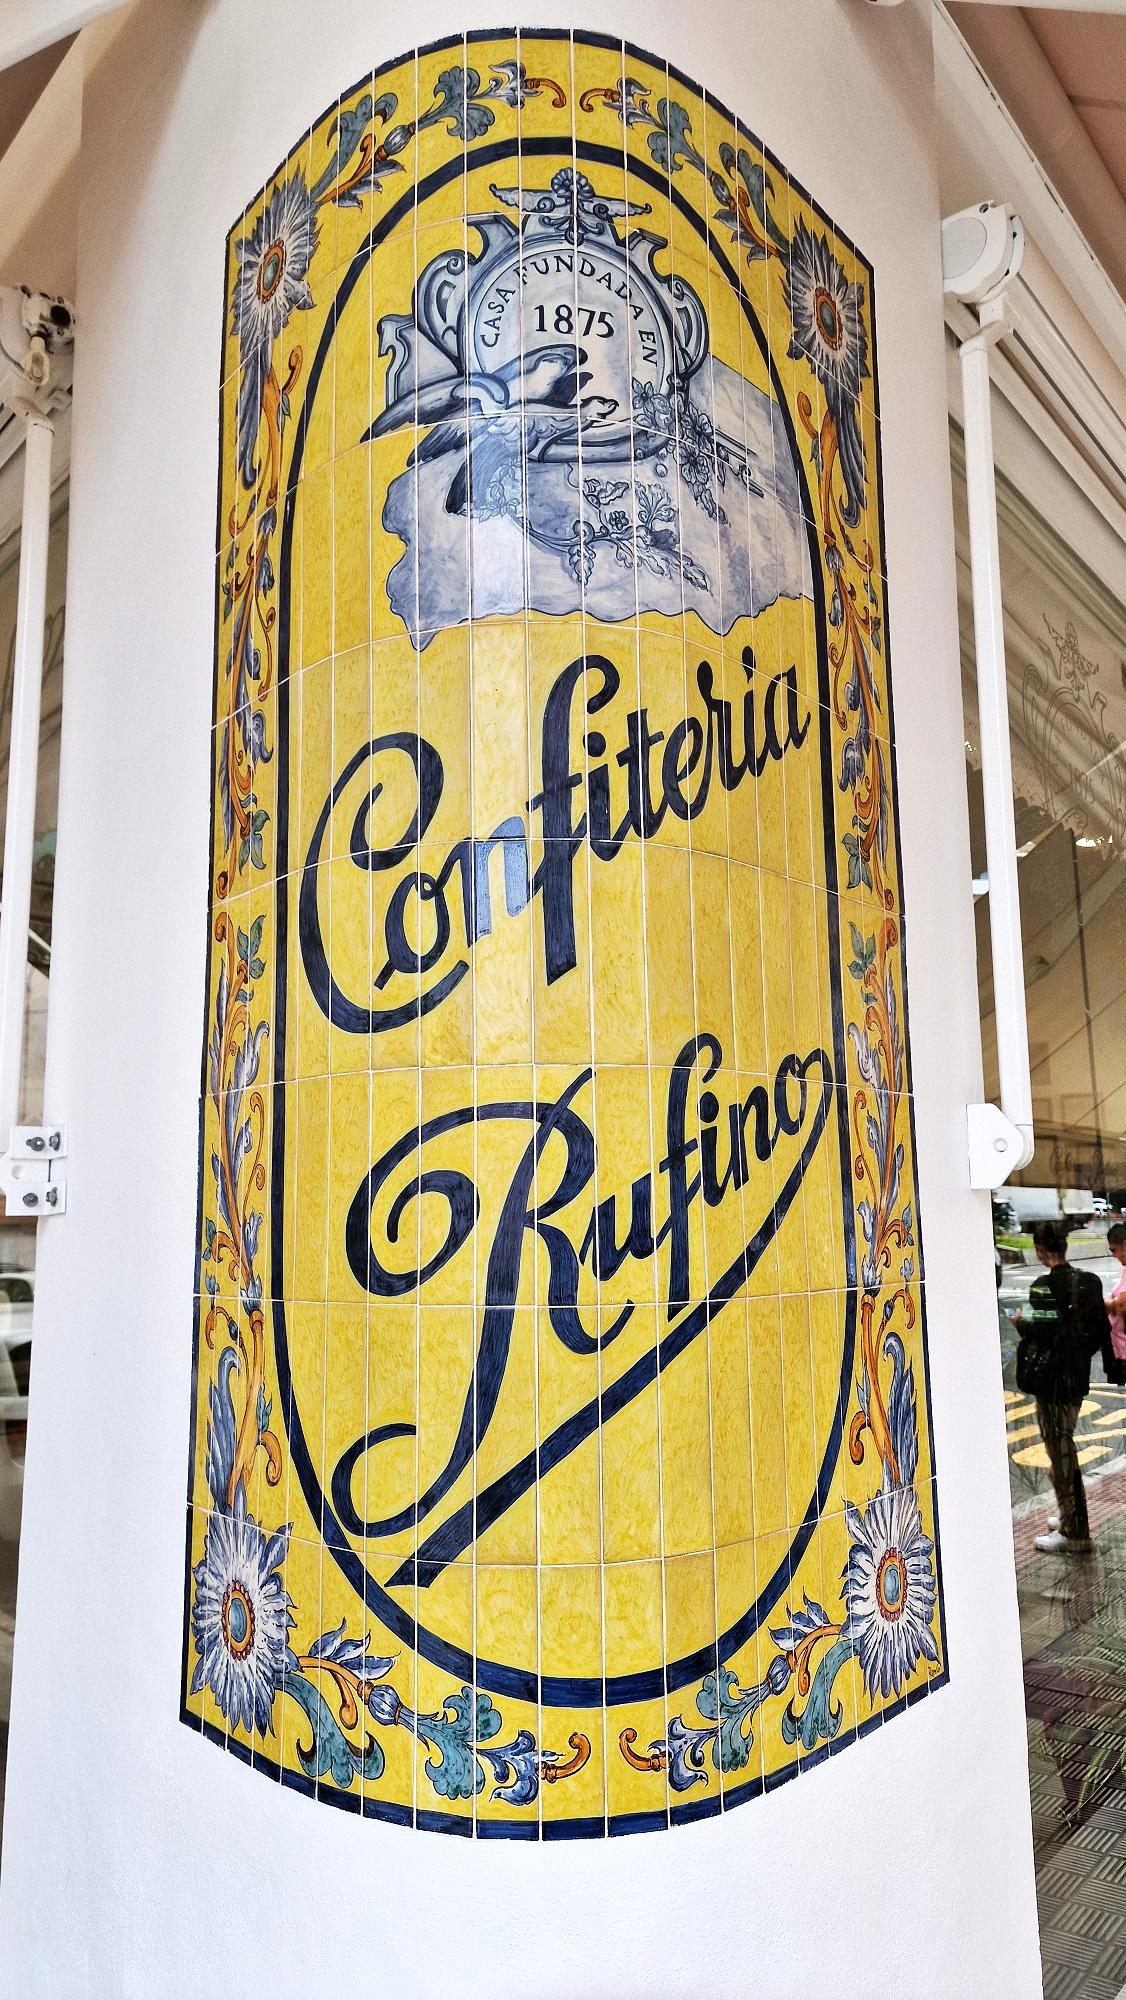 CASA FUNDADA EN
1875
Confiteria
Rufino